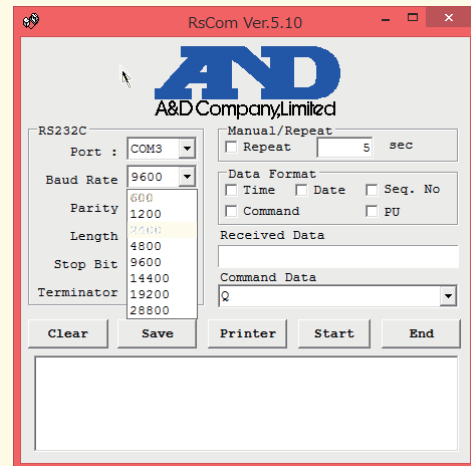 RsCom Ver.5.10
AND
A&D Company,Limited
RS232C
Port : COM3
Baud Rate 9600
600
1200
2400
4800
9600
14400
19200
28800
Parity
Length
Stop Bit
Terminator
Manual/Repeat
Repeat 5 sec
Data Format
Time Date Seq. No
Command PU
Received Data
Command Data
Q
Clear Save Printer Start End